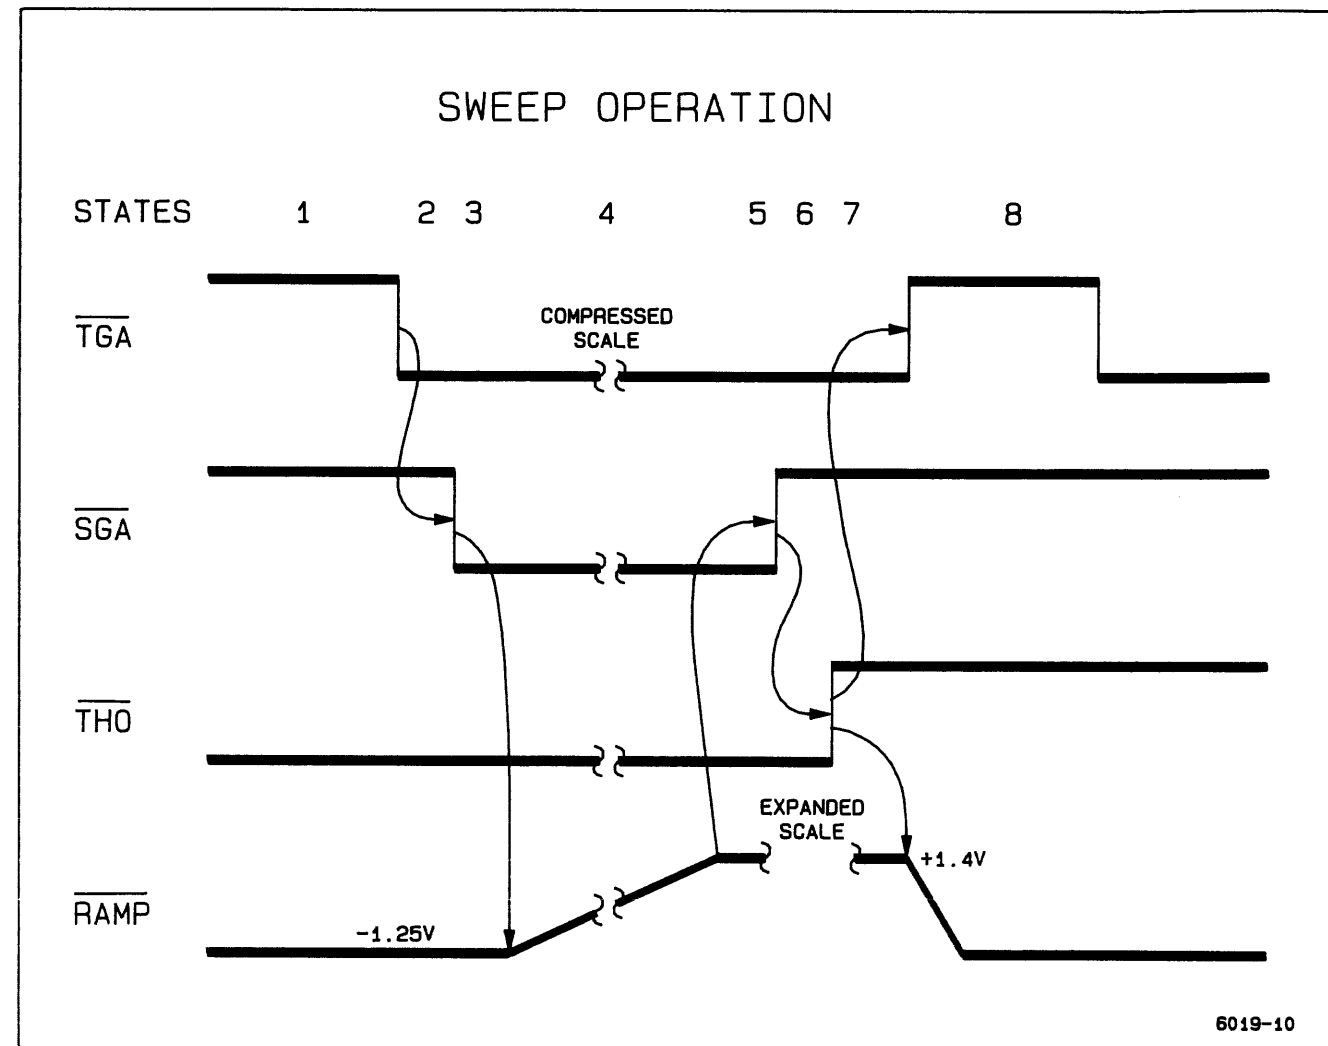 SWEEP OPERATION
STATES 1 2 3 4 5 6 7 8
TGA
COMPRESSED
SCALE
SGA
THO
EXPANDED
SCALE
+1.4V
RAMP
-1.25V
6019-10